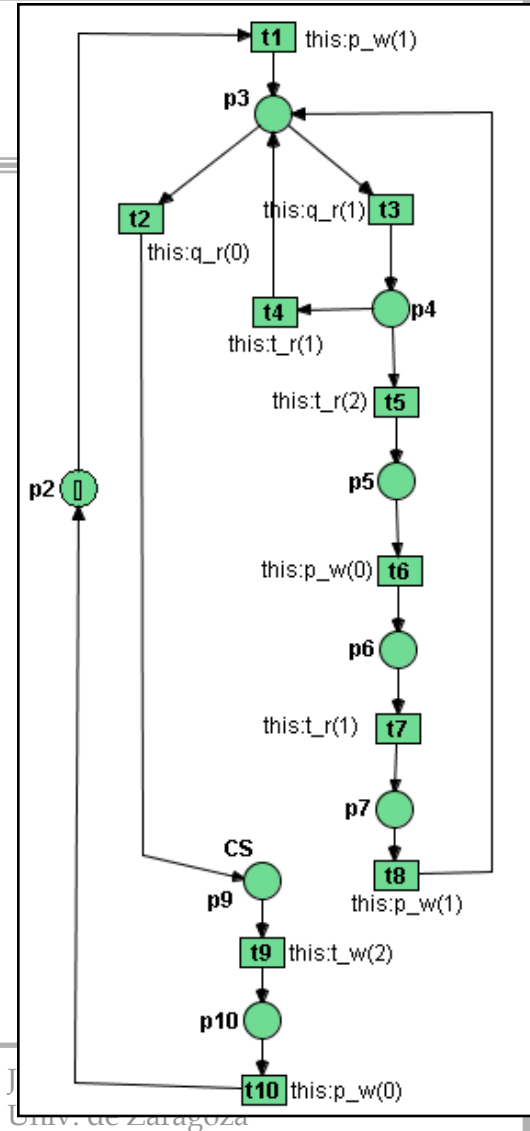 t1 this:p_w(1)
p3
t2 this:q_r(1) t3
this:q_r(0)
t4 p4
this:t_r(1)
this:t_r(2) t5
p2 [] p5
this:p_w(0) t6
p6
this:t_r(1) t7
p7
CS
t8
p9 this:p_w(1)
t9 this:t_w(2)
p10
t10 this:p_w(0)
J
Univ. de Zaragoza